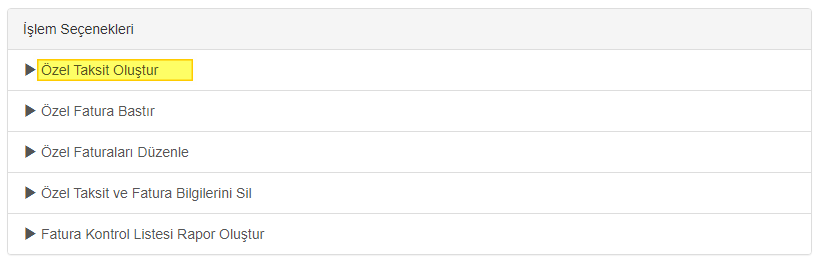 İşlem Seçenekleri
Özel Taksit Oluştur
Özel Fatura Bastır
Özel Faturaları Düzenle
Özel Taksit ve Fatura Bilgilerini Sil
Fatura Kontrol Listesi Rapor Oluştur